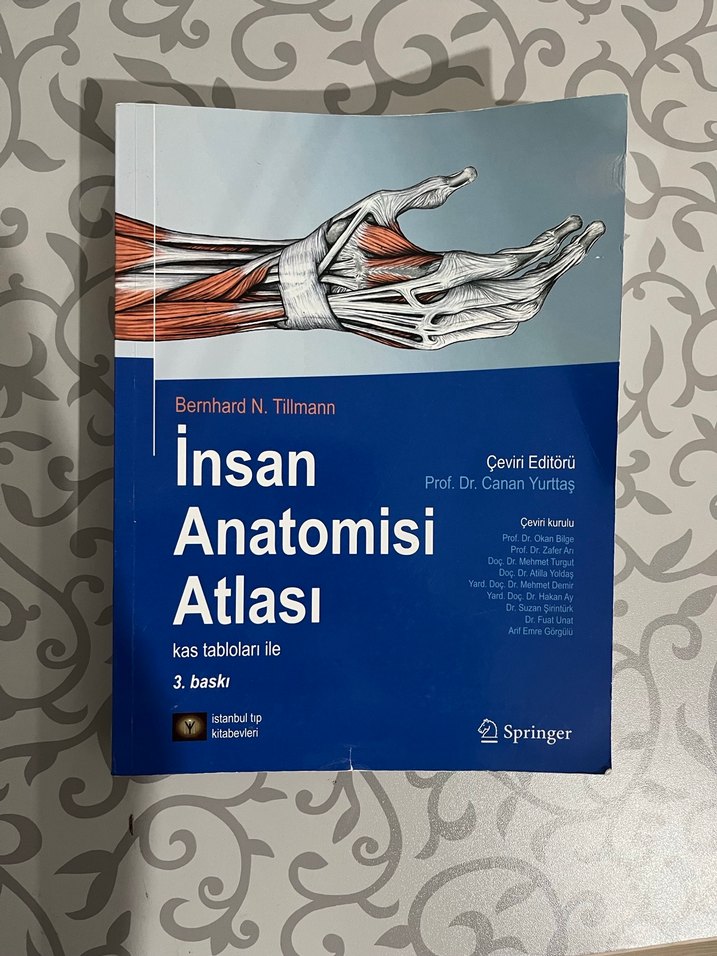 Bernhard N. Tillmann
İnsan
Anatomisi
Atlası
kas tabloları ile
3. baskı
istanbul tıp
kitabevleri
Çeviri Editörü
Prof. Dr. Canan Yurttaş
Çeviri kurulu
Prof. Dr. Okan Bilge
Prof. Dr. Zafer Arı
Doç. Dr. Mehmet Turgut
Doç. Dr. Atilla Yoldaş
Yard. Doç. Dr. Mehmet Demir
Yard. Doç. Dr. Hakan Ay
Dr. Suzan Şirintürk
Dr. Fuat Unat
Arif Emre Görgülü
Springer